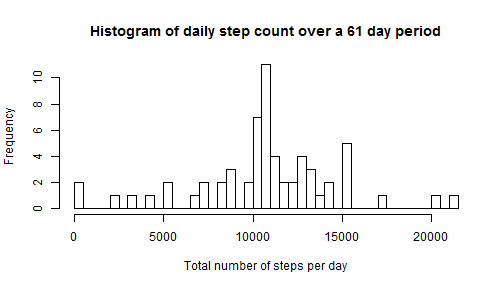 Histogram of daily step count over a 61 day period
Frequency
10
8
6
4
2
0
0 5000 10000 15000 20000
Total number of steps per day